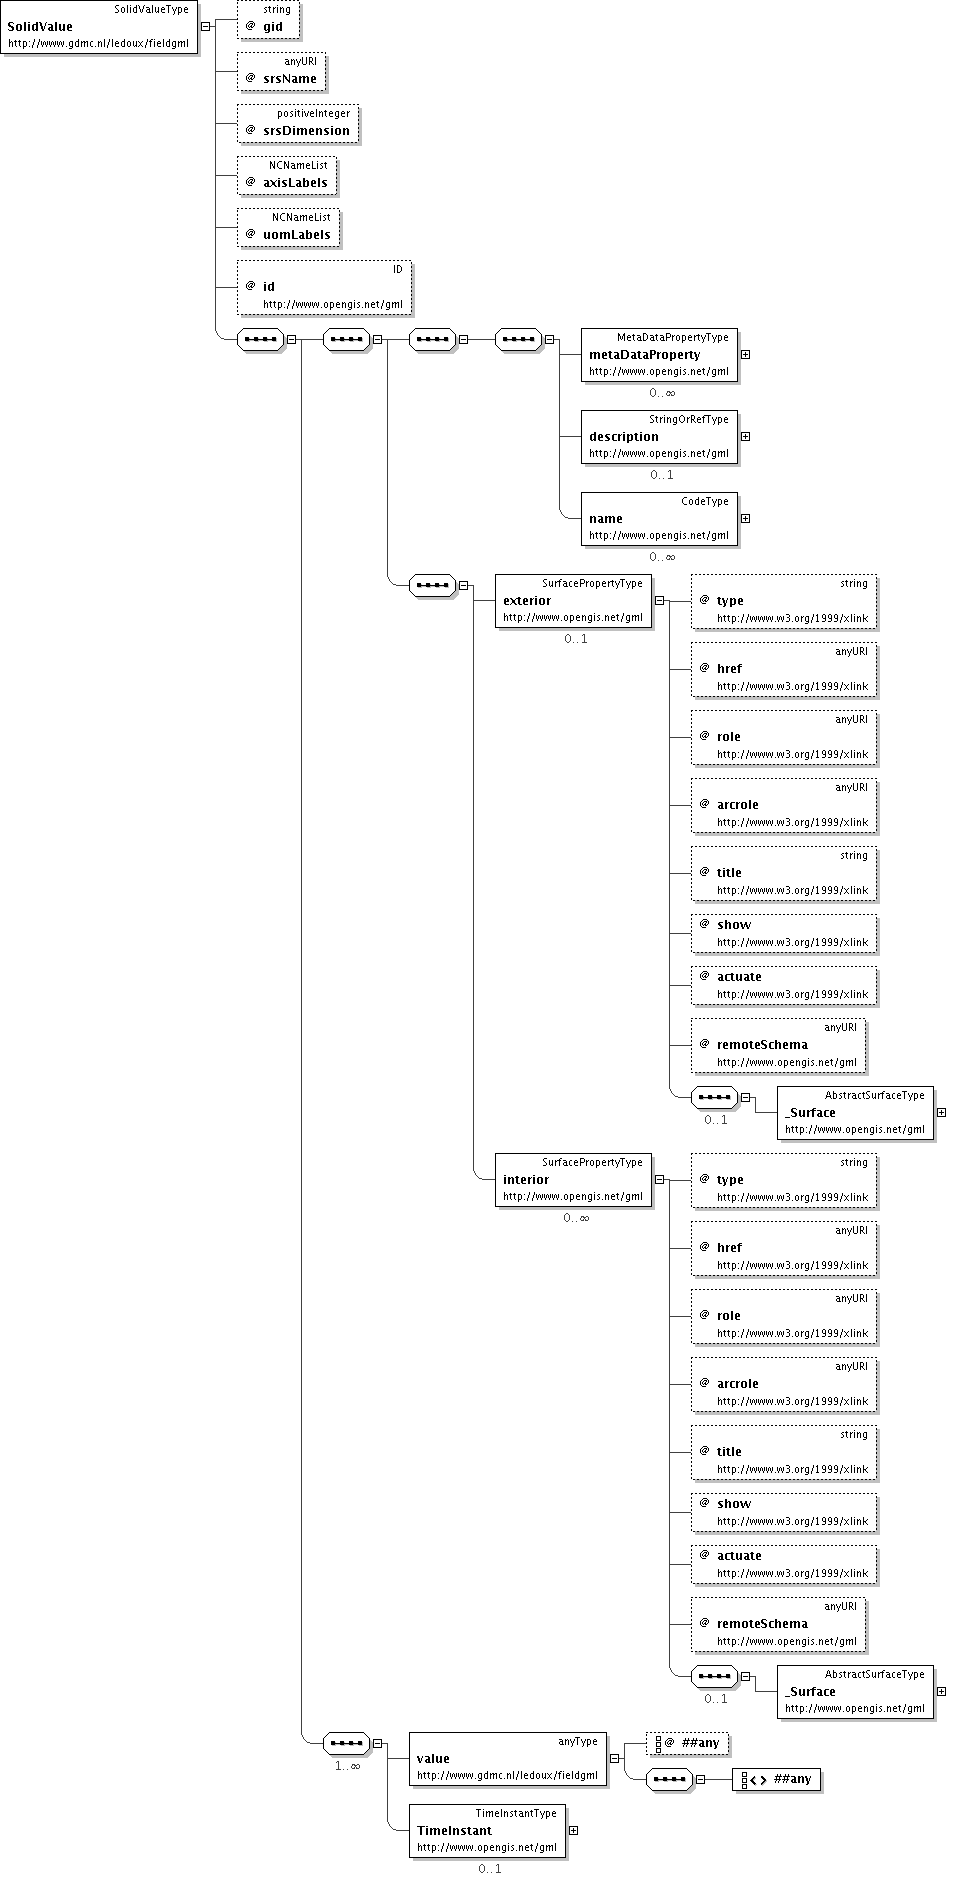 SolidValueType
SolidValue
http://www.gdmc.nl/ledoux/fieldgml
string
@ gid
anyURI
@ srsName
positiveInteger
@ srsDimension
NCNameList
@ axisLabels
NCNameList
@ uomLabels
ID
@ id
http://www.opengis.net/gml
MetaDataPropertyType
metaDataProperty
http://www.opengis.net/gml
0..∞
StringOrRefType
description
http://www.opengis.net/gml
0..1
CodeType
name
http://www.opengis.net/gml
0..∞
SurfacePropertyType
exterior
http://www.opengis.net/gml
0..1
string
@ type
http://www.w3.org/1999/xlink
anyURI
@ href
http://www.w3.org/1999/xlink
anyURI
@ role
http://www.w3.org/1999/xlink
anyURI
@ arcrole
http://www.w3.org/1999/xlink
string
@ title
http://www.w3.org/1999/xlink
@ show
http://www.w3.org/1999/xlink
@ actuate
http://www.w3.org/1999/xlink
anyURI
@ remoteSchema
http://www.opengis.net/gml
0..1
AbstractSurfaceType
_Surface
http://www.opengis.net/gml
SurfacePropertyType
interior
http://www.opengis.net/gml
0..∞
string
@ type
http://www.w3.org/1999/xlink
anyURI
@ href
http://www.w3.org/1999/xlink
anyURI
@ role
http://www.w3.org/1999/xlink
anyURI
@ arcrole
http://www.w3.org/1999/xlink
string
@ title
http://www.w3.org/1999/xlink
@ show
http://www.w3.org/1999/xlink
@ actuate
http://www.w3.org/1999/xlink
anyURI
@ remoteSchema
http://www.opengis.net/gml
0..1
AbstractSurfaceType
_Surface
http://www.opengis.net/gml
1..∞
anyType
value
http://www.gdmc.nl/ledoux/fieldgml
@ ##any
<> ##any
TimeInstantType
TimeInstant
http://www.opengis.net/gml
0..1